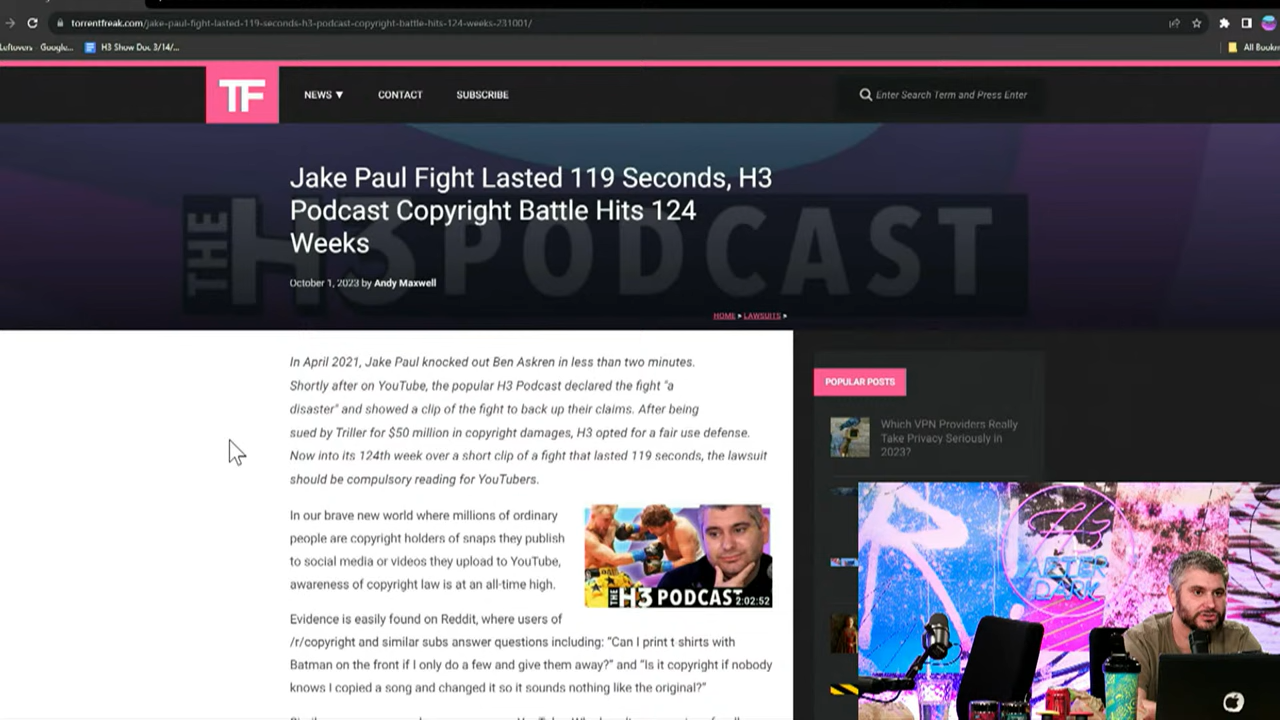 torrentfreak.com/jake-paul-fight-lasted-119-seconds-h3-podcast-copyright-battle-hits-124-weeks-231001/
Leftovers Google... H3 Show Doc 3/14/... All Bookm
TF NEWS ▼ CONTACT SUBSCRIBE Enter Search Term and Press Enter
THE H3 PODCAST
Jake Paul Fight Lasted 119 Seconds, H3
Podcast Copyright Battle Hits 124
Weeks
October 1, 2023 by Andy Maxwell
HOME » LAWSUITS »
In April 2021, Jake Paul knocked out Ben Askren in less than two minutes.
Shortly after on YouTube, the popular H3 Podcast declared the fight "a
disaster" and showed a clip of the fight to back up their claims. After being
sued by Triller for $50 million in copyright damages, H3 opted for a fair use defense.
Now into its 124th week over a short clip of a fight that lasted 119 seconds, the lawsuit
should be compulsory reading for YouTubers.
In our brave new world where millions of ordinary
people are copyright holders of snaps they publish
to social media or videos they upload to YouTube,
awareness of copyright law is at an all-time high.
THE H3 PODCAST 2:02:52
Evidence is easily found on Reddit, where users of
/r/copyright and similar subs answer questions including: "Can I print t-shirts with
Batman on the front if I only do a few and give them away?" and "Is it copyright if nobody
knows I copied a song and changed it so it sounds nothing like the original?"
POPULAR POSTS
Which VPN Providers Really
Take Privacy Seriously in
2023?
H3
AFTER
DARK